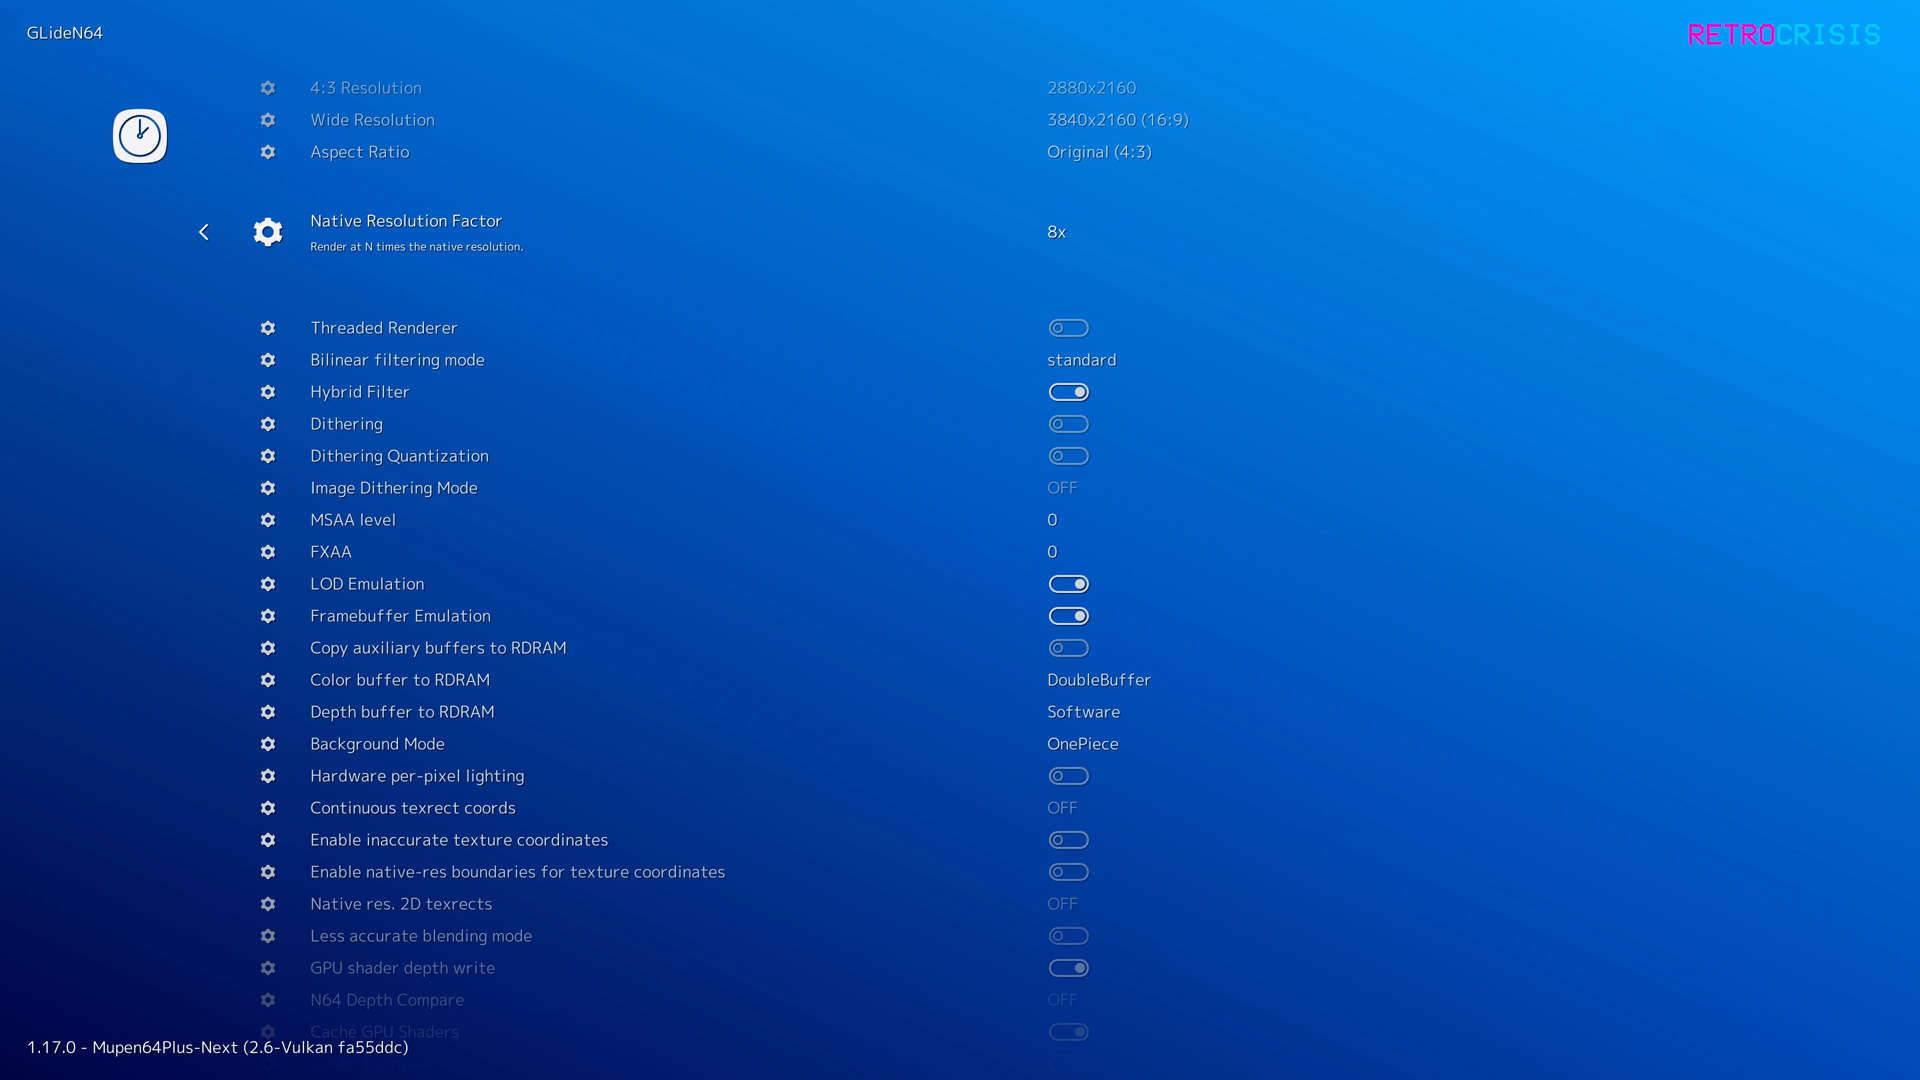 GLideN64
RETROCRISIS
4:3 Resolution 2880x2160
Wide Resolution 3840x2160 (16:9)
Aspect Ratio Original (4:3)
Native Resolution Factor 8x
Render at N times the native resolution.
Threaded Renderer
Bilinear filtering mode standard
Hybrid Filter
Dithering
Dithering Quantization
Image Dithering Mode OFF
MSAA level 0
FXAA 0
LOD Emulation
Framebuffer Emulation
Copy auxiliary buffers to RDRAM
Color buffer to RDRAM DoubleBuffer
Depth buffer to RDRAM Software
Background Mode OnePiece
Hardware per-pixel lighting
Continuous texrect coords OFF
Enable inaccurate texture coordinates
Enable native-res boundaries for texture coordinates
Native res. 2D texrects OFF
Less accurate blending mode
GPU shader depth write
N64 Depth Compare OFF
Cache GPU Shaders
1.17.0 - Mupen64Plus-Next (2.6-Vulkan fa55ddc)